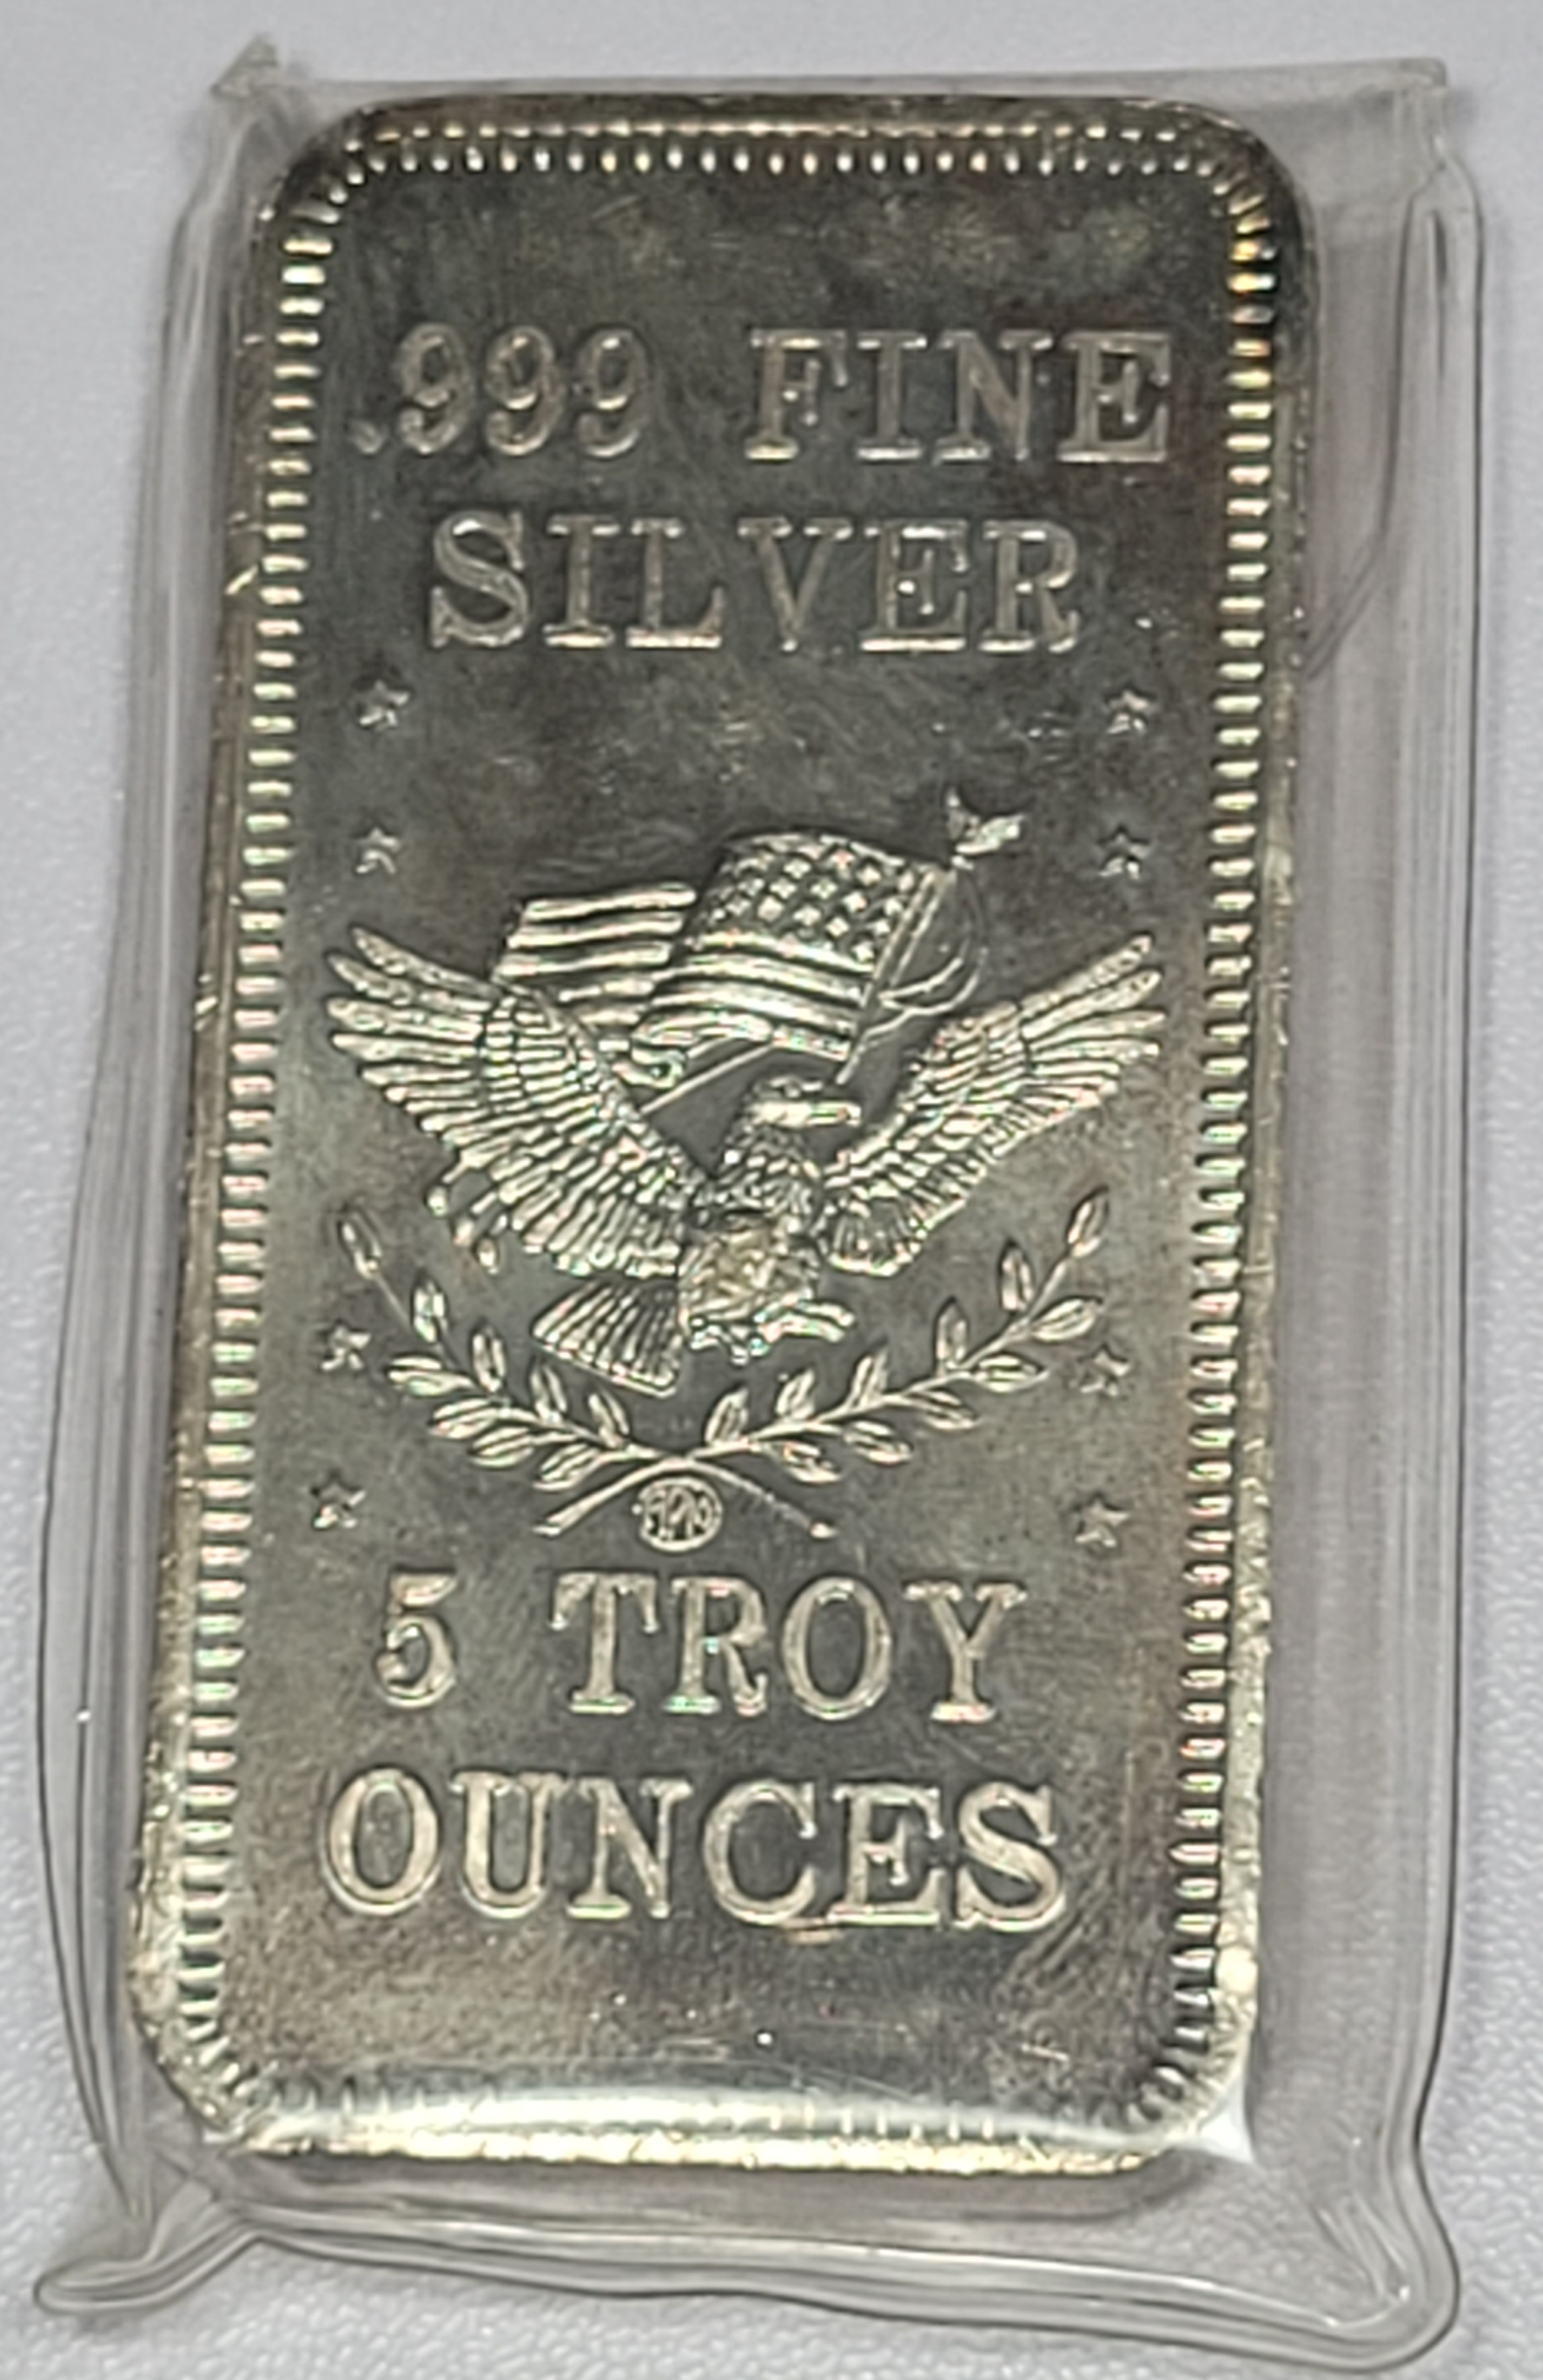 .999 FINE
SILVER
5 TROY
OUNCES